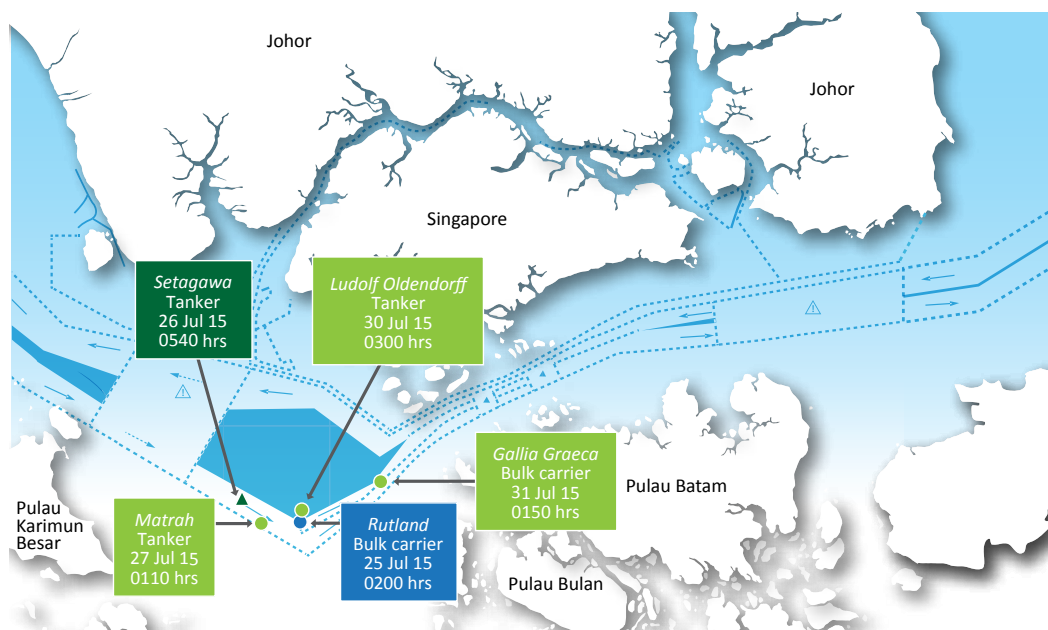 Johor
Johor
Singapore
Setagawa
Tanker
26 Jul 15
0540 hrs
Ludolf Oldendorff
Tanker
30 Jul 15
0300 hrs
Gallia Graeca
Bulk carrier
31 Jul 15
0150 hrs
Pulau Batam
Pulau
Karimun
Besar
Matrah
Tanker
27 Jul 15
0110 hrs
Rutland
Bulk carrier
25 Jul 15
0200 hrs
Pulau Bulan